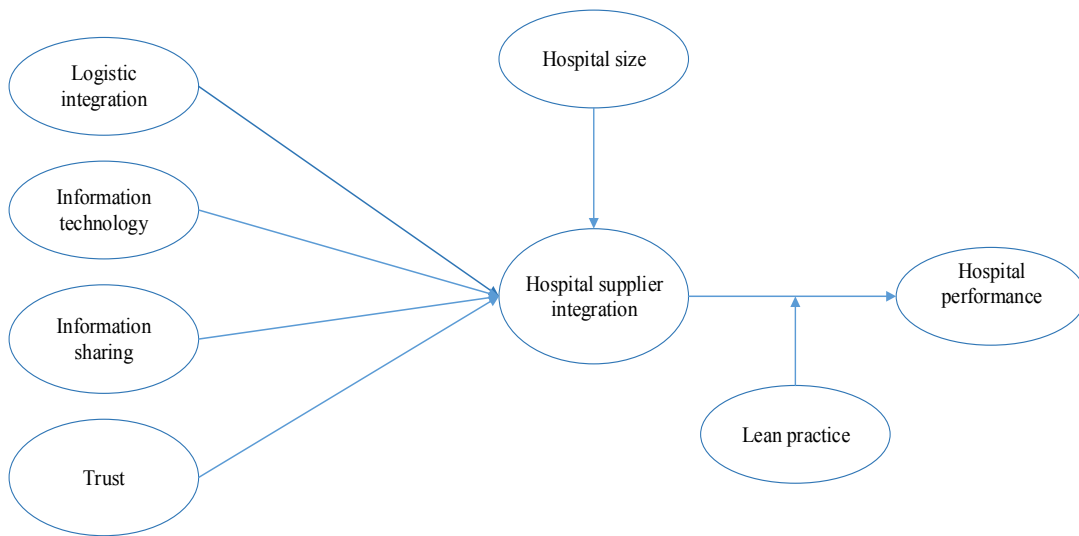 Logistic
integration
Hospital size
Information
technology
Hospital supplier
integration
Hospital
performance
Information
sharing
Lean practice
Trust